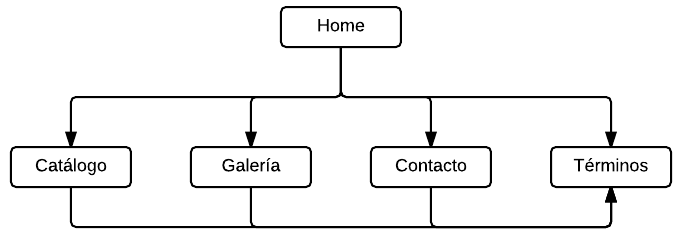 Home
Catálogo
Galería
Contacto
Términos